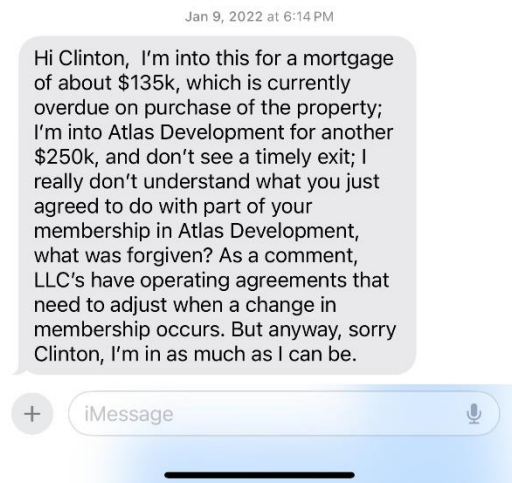 Jan 9, 2022 at 6:14 PM
Hi Clinton,  I’m into this for a mortgage
of about $135k, which is currently
overdue on purchase of the property;
I’m into Atlas Development for another
$250k, and don’t see a timely exit; I
really don’t understand what you just
agreed to do with part of your
membership in Atlas Development,
what was forgiven? As a comment,
LLC’s have operating agreements that
need to adjust when a change in
membership occurs. But anyway, sorry
Clinton, I’m in as much as I can be.
iMessage